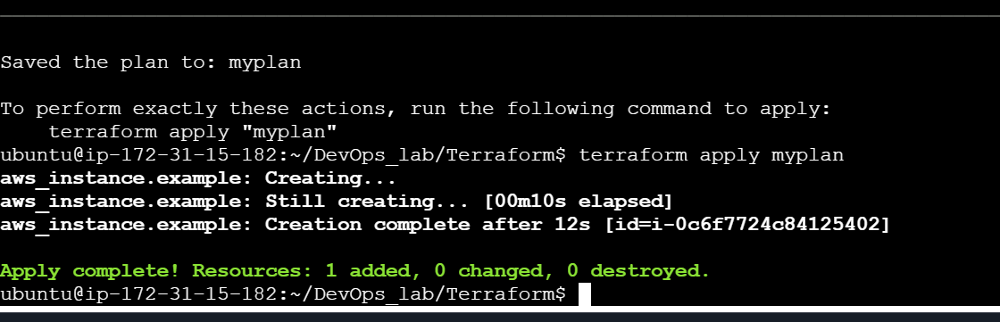 Saved the plan to: myplan
To perform exactly these actions, run the following command to apply:
    terraform apply "myplan"
ubuntu@ip-172-31-15-182:~/DevOps_lab/Terraform$ terraform apply myplan
aws_instance.example: Creating...
aws_instance.example: Still creating... [00m10s elapsed]
aws_instance.example: Creation complete after 12s [id=i-0c6f7724c84125402]
Apply complete! Resources: 1 added, 0 changed, 0 destroyed.
ubuntu@ip-172-31-15-182:~/DevOps_lab/Terraform$